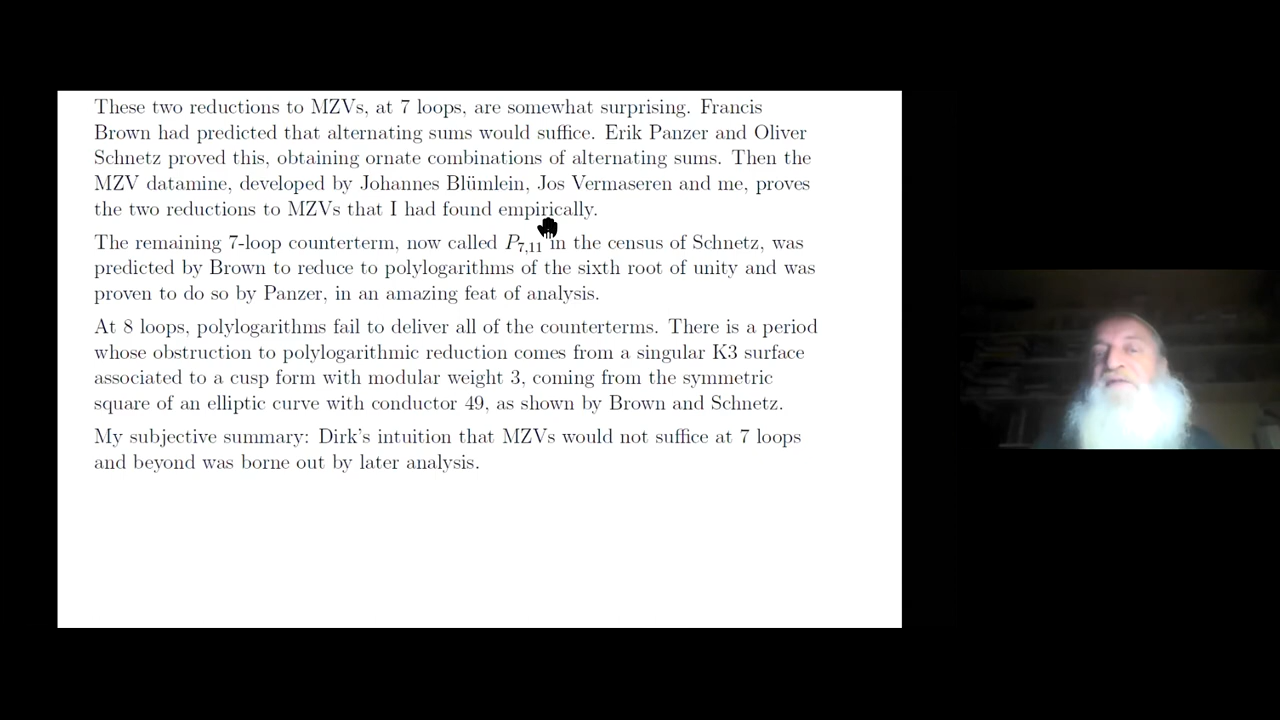 These two reductions to MZVs, at 7 loops, are somewhat surprising. Francis
Brown had predicted that alternating sums would suffice. Erik Panzer and Oliver
Schnetz proved this, obtaining ornate combinations of alternating sums. Then the
MZV datamine, developed by Johannes Blümlein, Jos Vermaseren and me, proves
the two reductions to MZVs that I had found empirically.
The remaining 7-loop counterterm, now called P_{7,11} in the census of Schnetz, was
predicted by Brown to reduce to polylogarithms of the sixth root of unity and was
proven to do so by Panzer, in an amazing feat of analysis.
At 8 loops, polylogarithms fail to deliver all of the counterterms. There is a period
whose obstruction to polylogarithmic reduction comes from a singular K3 surface
associated to a cusp form with modular weight 3, coming from the symmetric
square of an elliptic curve with conductor 49, as shown by Brown and Schnetz.
My subjective summary: Dirk's intuition that MZVs would not suffice at 7 loops
and beyond was borne out by later analysis.